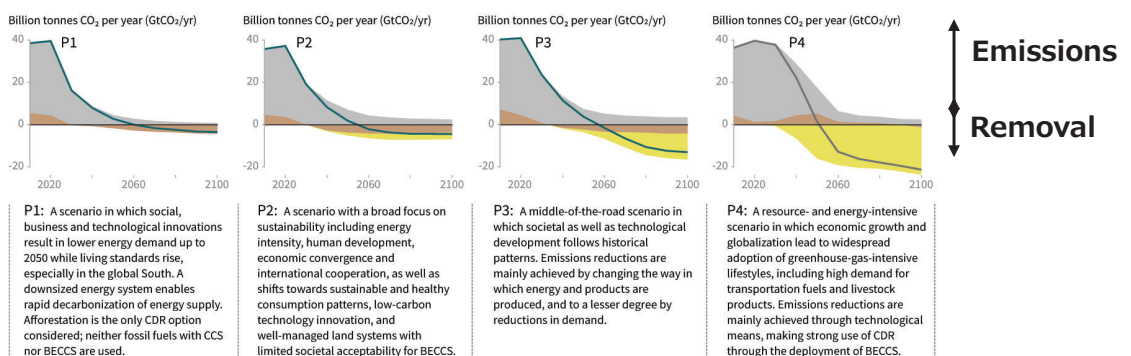 Billion tonnes CO₂ per year (GtCO₂/yr)
40
P1
20
0
-20
2020
2060
2100
Billion tonnes CO₂ per year (GtCO₂/yr)
40
P2
20
0
-20
2020
2060
2100
Billion tonnes CO₂ per year (GtCO₂/yr)
40
P3
20
0
-20
2020
2060
2100
Billion tonnes CO₂ per year (GtCO₂/yr)
40
P4
20
0
-20
2020
2060
2100
Emissions
Removal
P1: A scenario in which social,
business and technological innovations
result in lower energy demand up to
2050 while living standards rise,
especially in the global South. A
downsized energy system enables
rapid decarbonization of energy supply.
Afforestation is the only CDR option
considered; neither fossil fuels with CCS
nor BECCS are used.
P2: A scenario with a broad focus on
sustainability including energy
intensity, human development,
economic convergence and
international cooperation, as well as
shifts towards sustainable and healthy
consumption patterns, low-carbon
technology innovation, and
well-managed land systems with
limited societal acceptability for BECCS.
P3: A middle-of-the-road scenario in
which societal as well as technological
development follows historical
patterns. Emissions reductions are
mainly achieved by changing the way in
which energy and products are
produced, and to a lesser degree by
reductions in demand.
P4: A resource- and energy-intensive
scenario in which economic growth and
globalization lead to widespread
adoption of greenhouse-gas-intensive
lifestyles, including high demand for
transportation fuels and livestock
products. Emissions reductions are
mainly achieved through technological
means, making strong use of CDR
through the deployment of BECCS.